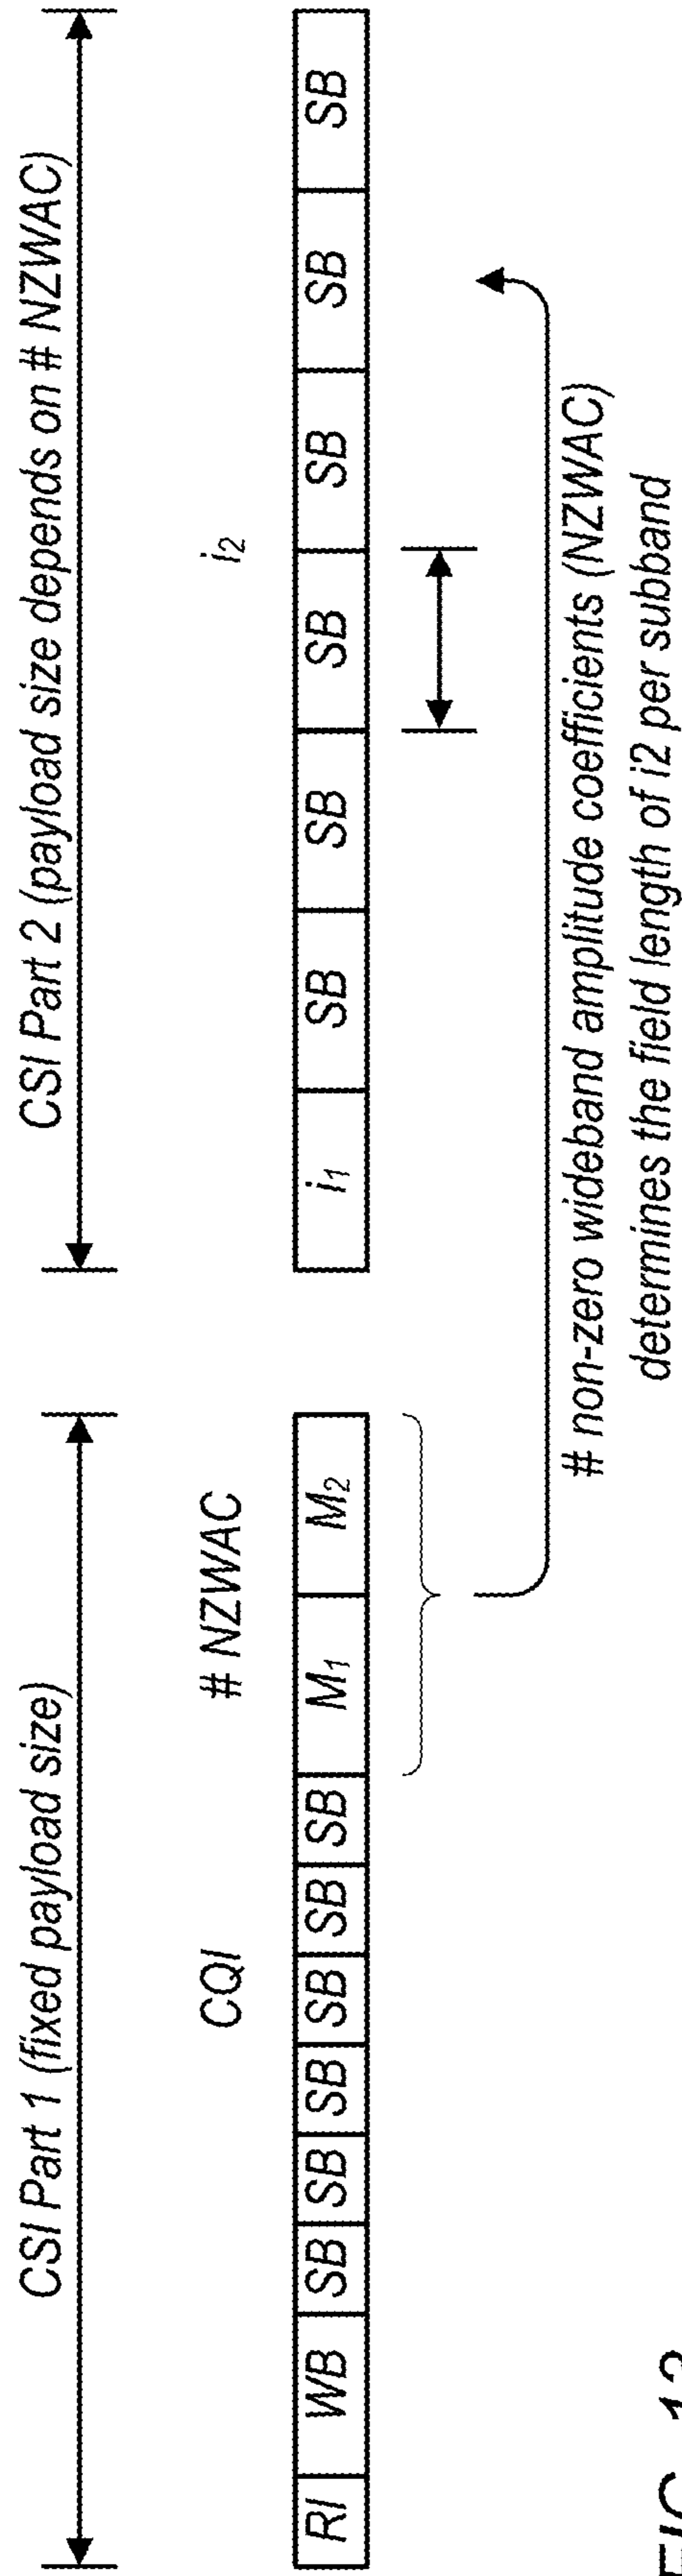 CSI Part 1 (fixed payload size)
CSI Part 2 (payload size depends on # NZWAC)
CQI
# NZWAC
i₂
RI WB SB SB SB SB SB SB M₁ M₂
i₁ SB SB SB SB SB SB
# non-zero wideband amplitude coefficients (NZWAC)
determines the field length of i2 per subband